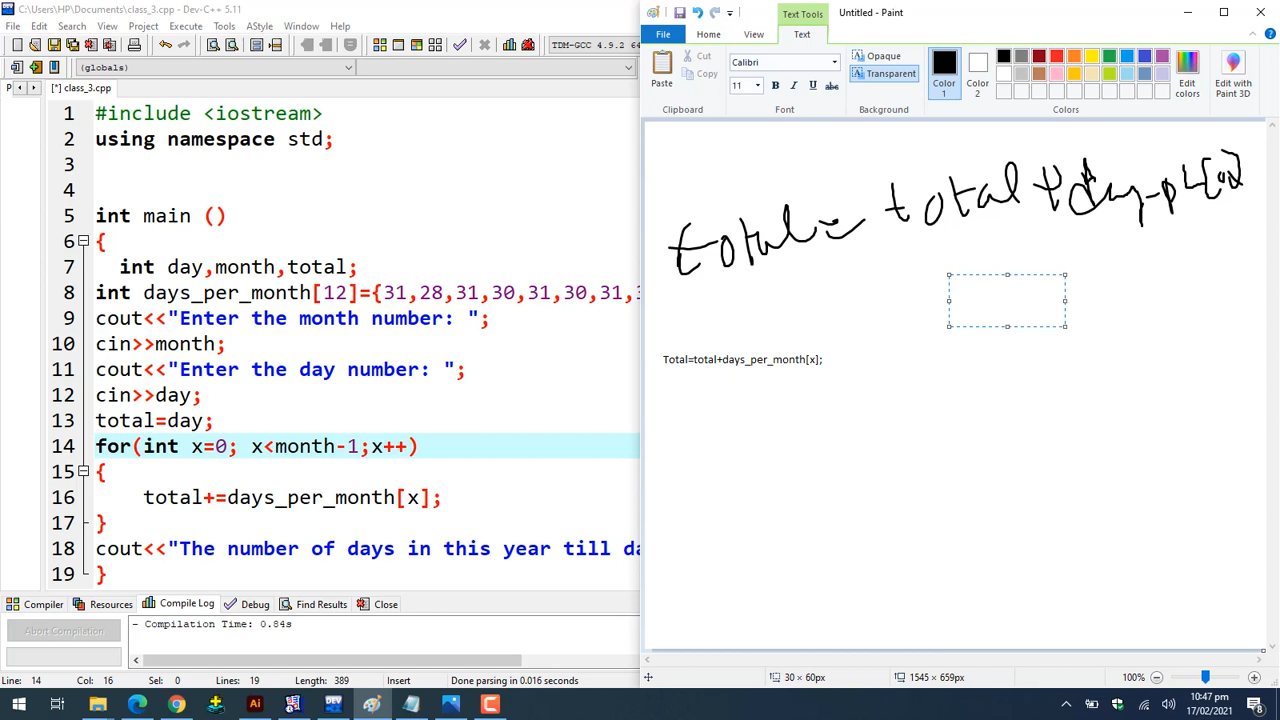 C:\Users\HP\Documents\class_3.cpp - Dev-C++ 5.11
File Edit Search View Project Execute Tools AStyle Window Help
TDM-GCC 4.9.2 64
(globals)
P [*] class_3.cpp
1 #include <iostream>
2 using namespace std;
3
4
5 int main ()
6 {
7 int day,month,total;
8 int days_per_month[12]={31,28,31,30,31,30,31,
9 cout<<"Enter the month number: ";
10 cin>>month;
11 cout<<"Enter the day number: ";
12 cin>>day;
13 total=day;
14 for(int x=0; x<month-1;x++)
15 {
16 total+=days_per_month[x];
17 }
18 cout<<"The number of days in this year till da
19 }
Compiler Resources Compile Log Debug Find Results Close
Abort Compilation
- Compilation Time: 0.84s
Line: 14 Col: 16 Sel: 0 Lines: 19 Length: 389 Insert Done parsing in 0.016 seconds
Text Tools Untitled - Paint
File Home View Text
Cut
Copy
Paste
Clipboard
Calibri
11 B I U abc
Font
Opaque
Transparent
Background
Color 1
Color 2
Edit colors
Colors
Edit with Paint 3D
total = total +
Total=total+days_per_month[x];
30 × 60px
1545 × 659px
100%
DEV
Ai
10:47 pm
17/02/2021
8